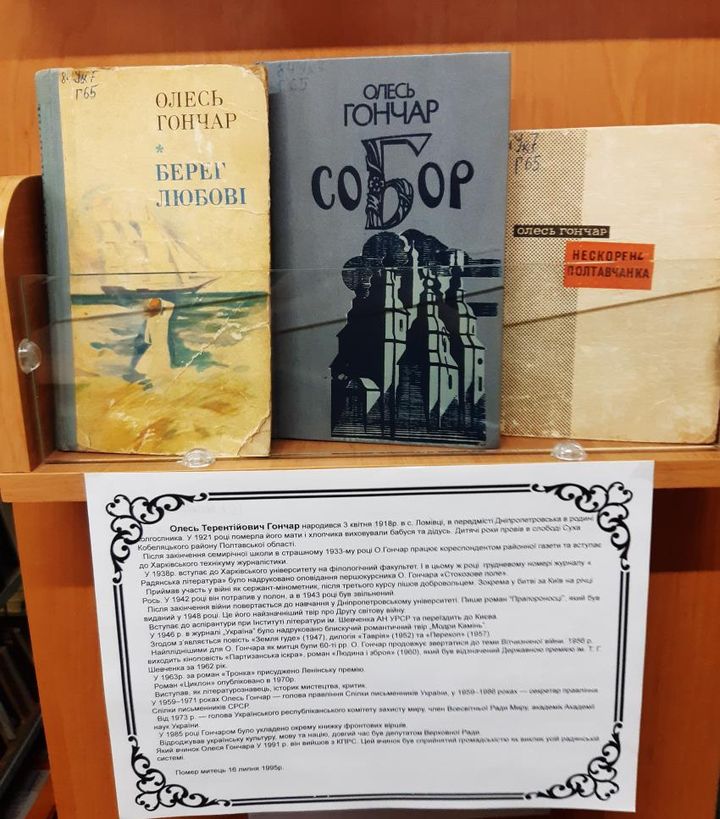 8. Ук7
Г65
ОЛЕСЬ
ГОНЧАР
*
БЕРЕГ
ЛЮБОВІ
Г65
ОЛЕСЬ
ГОНЧАР
СОБОР
Г65
ОЛЕСЬ ГОНЧАР
НЕСКОРЕНА
ПОЛТАВЧАНКА
Олесь Терентійович Гончар народився 3 квітня 1918р. в с. Ломівці, в передмісті Дніпропетровська в родині
колгоспника. У 1921 році померла його мати і хлопчика виховували бабуся та дідусь. Дитячі роки провів в слободі Суха
Кобеляцького району Полтавської області.
Після закінчення семирічної школи в страшному 1933-му році О.Гончар працює кореспондентом районної газети та вступає
до Харківського технікуму журналістики.
У 1938р. вступає до Харківського університету на філологічний факультет. І в цьому ж році грудневому номері журналу «
Радянська література» було надруковано оповідання першокурсника О. Гончара «Стокозове поле».
Приймав участь у війні як сержант-мінометник, після третього курсу пішов добровольцем. Зокрема у битві за Київ на річці
Рось. У 1942 році він потрапив у полон, а в 1943 році був звільнений.
Після закінчення війни повертається до навчання у Дніпропетровському університеті. Пише роман "Прапороносці", який був
виданий у 1948 році. Це його найзначніший твір про Другу світову війну.
Вступає до аспірантури при Інституті літератури ім. Шевченка АН УРСР та переїздить до Києва.
У 1946 р. в журналі „Україна" було надруковано блискучий романтичний твір „Модри Камінь".
Згодом з'являється повість «Земля гуде» (1947), дилогія «Таврія» (1952) та «Перекоп» (1957).
Найпліднішими для О. Гончара як митця були 60-ті рр. О. Гончар продовжує звертатися до теми Вітчизняної війни. 1956 р.
виходить кіноповість «Партизанська іскра», роман «Людина і зброя» (1960), який був відзначений Державною премією ім. Т. Г.
Шевченка за 1962 рік.
У 1963р. за роман «Тронка» присуджено Ленінську премію.
Роман «Циклон» опубліковано в 1970р.
Виступав, як літературознавець, історик мистецтва, критик.
У 1959–1971 роках Олесь Гончар — голова правління Спілки письменників України, у 1959–1986 роках — секретар правління
Спілки письменників СРСР.
Від 1973 р. — голова Українського республіканського комітету захисту миру, член Всесвітньої Ради Миру, академік Академії
наук України.
У 1985 році Гончаром було укладено окрему книжку фронтових віршів.
Відроджував українську культуру, мову та націю, довгий час був депутатом Верховної Ради.
Який вчинок Олеся Гончара У 1991 р. він вийшов з КПРС. Цей вчинок був сприйнятий громадськістю як виклик усій радянській
системі.
Помер митець 16 липня 1995р.